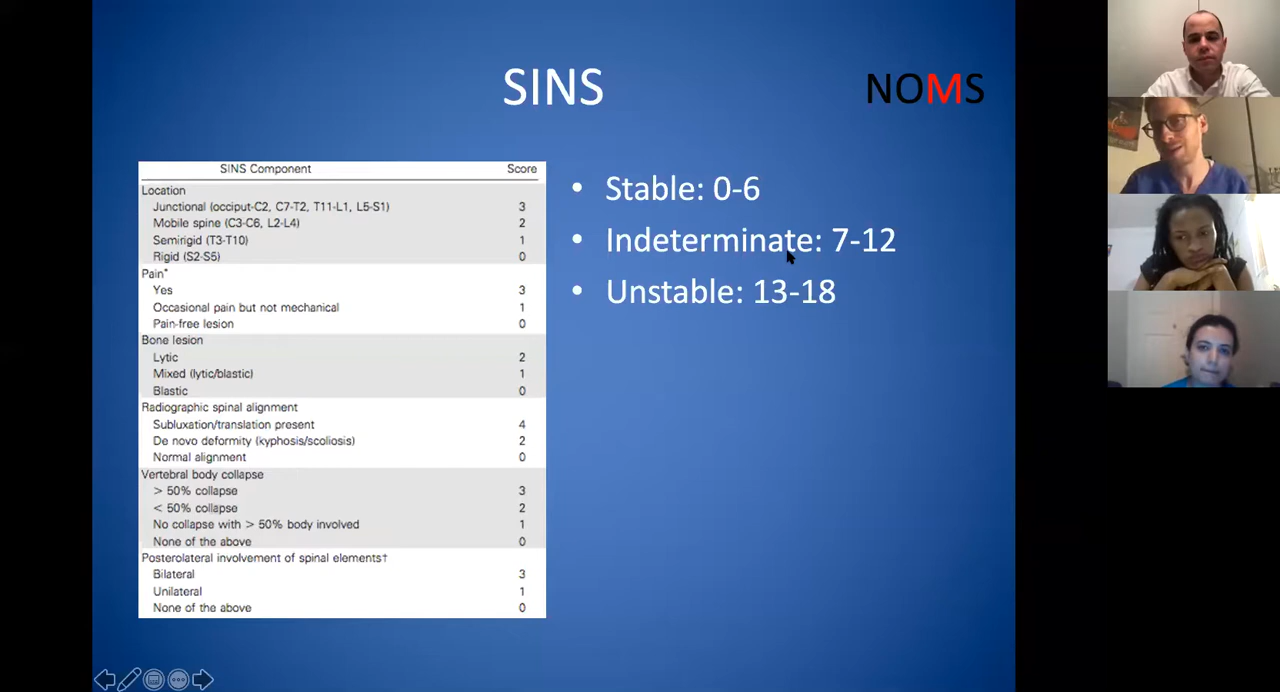 SINS
NOMS
SINS Component Score
Location
Junctional (occiput-C2, C7-T2, T11-L1, L5-S1) 3
Mobile spine (C3-C6, L2-L4) 2
Semirigid (T3-T10) 1
Rigid (S2-S5) 0
Pain*
Yes 3
Occasional pain but not mechanical 1
Pain-free lesion 0
Bone lesion
Lytic 2
Mixed (lytic/blastic) 1
Blastic 0
Radiographic spinal alignment
Subluxation/translation present 4
De novo deformity (kyphosis/scoliosis) 2
Normal alignment 0
Vertebral body collapse
> 50% collapse 3
< 50% collapse 2
No collapse with > 50% body involved 1
None of the above 0
Posterolateral involvement of spinal elements†
Bilateral 3
Unilateral 1
None of the above 0
• Stable: 0-6
• Indeterminate: 7-12
• Unstable: 13-18